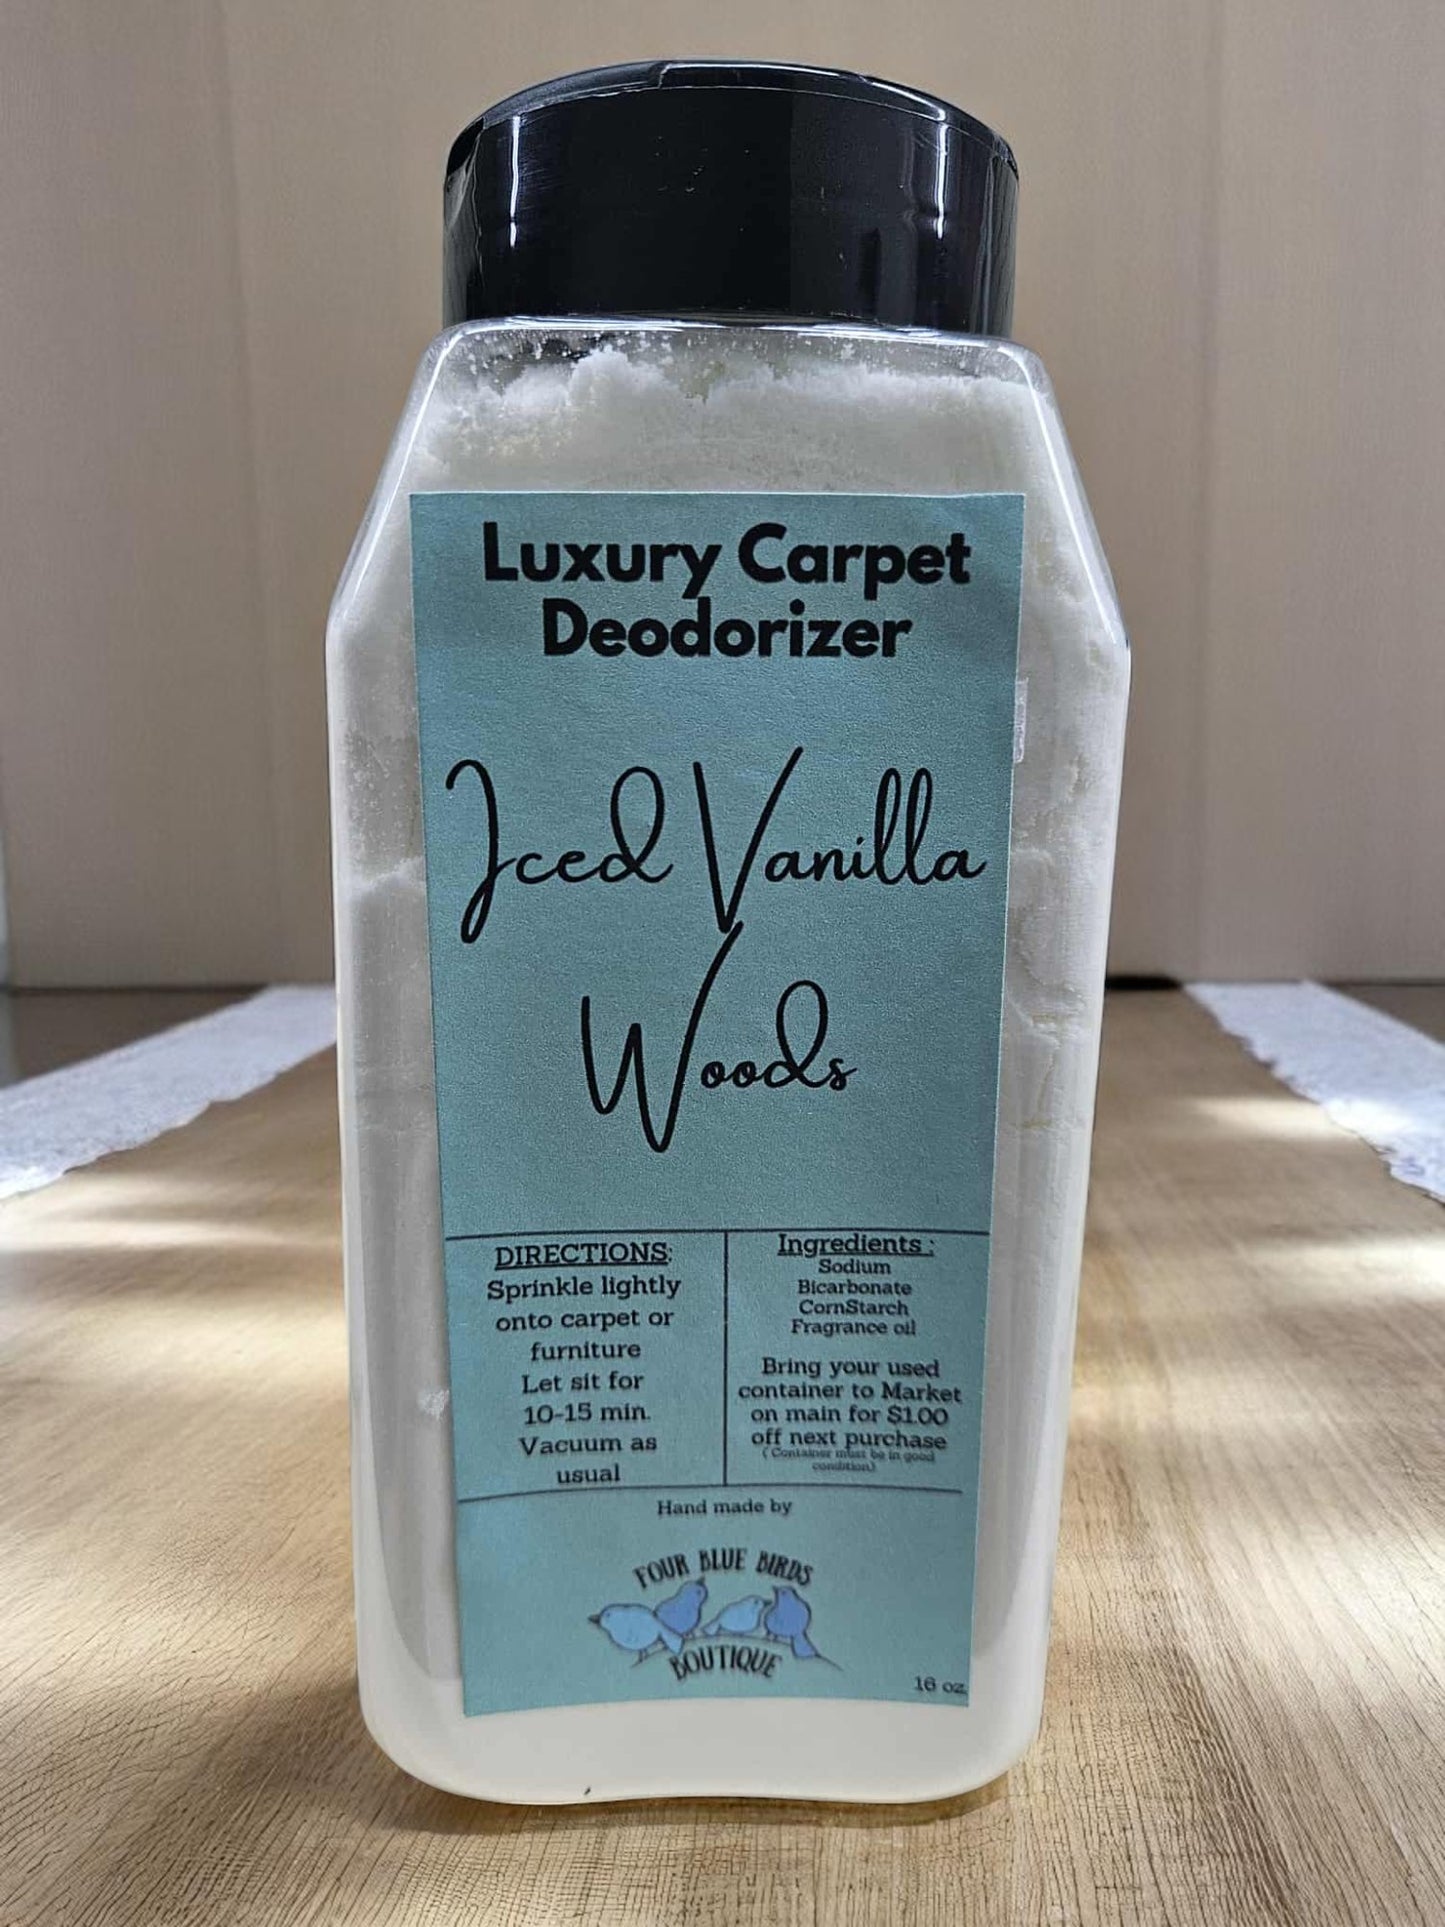 Luxury Carpet
Deodorizer
Iced Vanilla
Woods
DIRECTIONS:
Sprinkle lightly
onto carpet or
furniture
Let sit for
10-15 min.
Vacuum as
usual
Ingredients :
Sodium
Bicarbonate
CornStarch
Fragrance oil
Bring your used
container to Market
on main for $1.00
off next purchase
( Container must be in good
condition)
Hand made by
FOUR BLUE BIRDS
BOUTIQUE
16 oz.